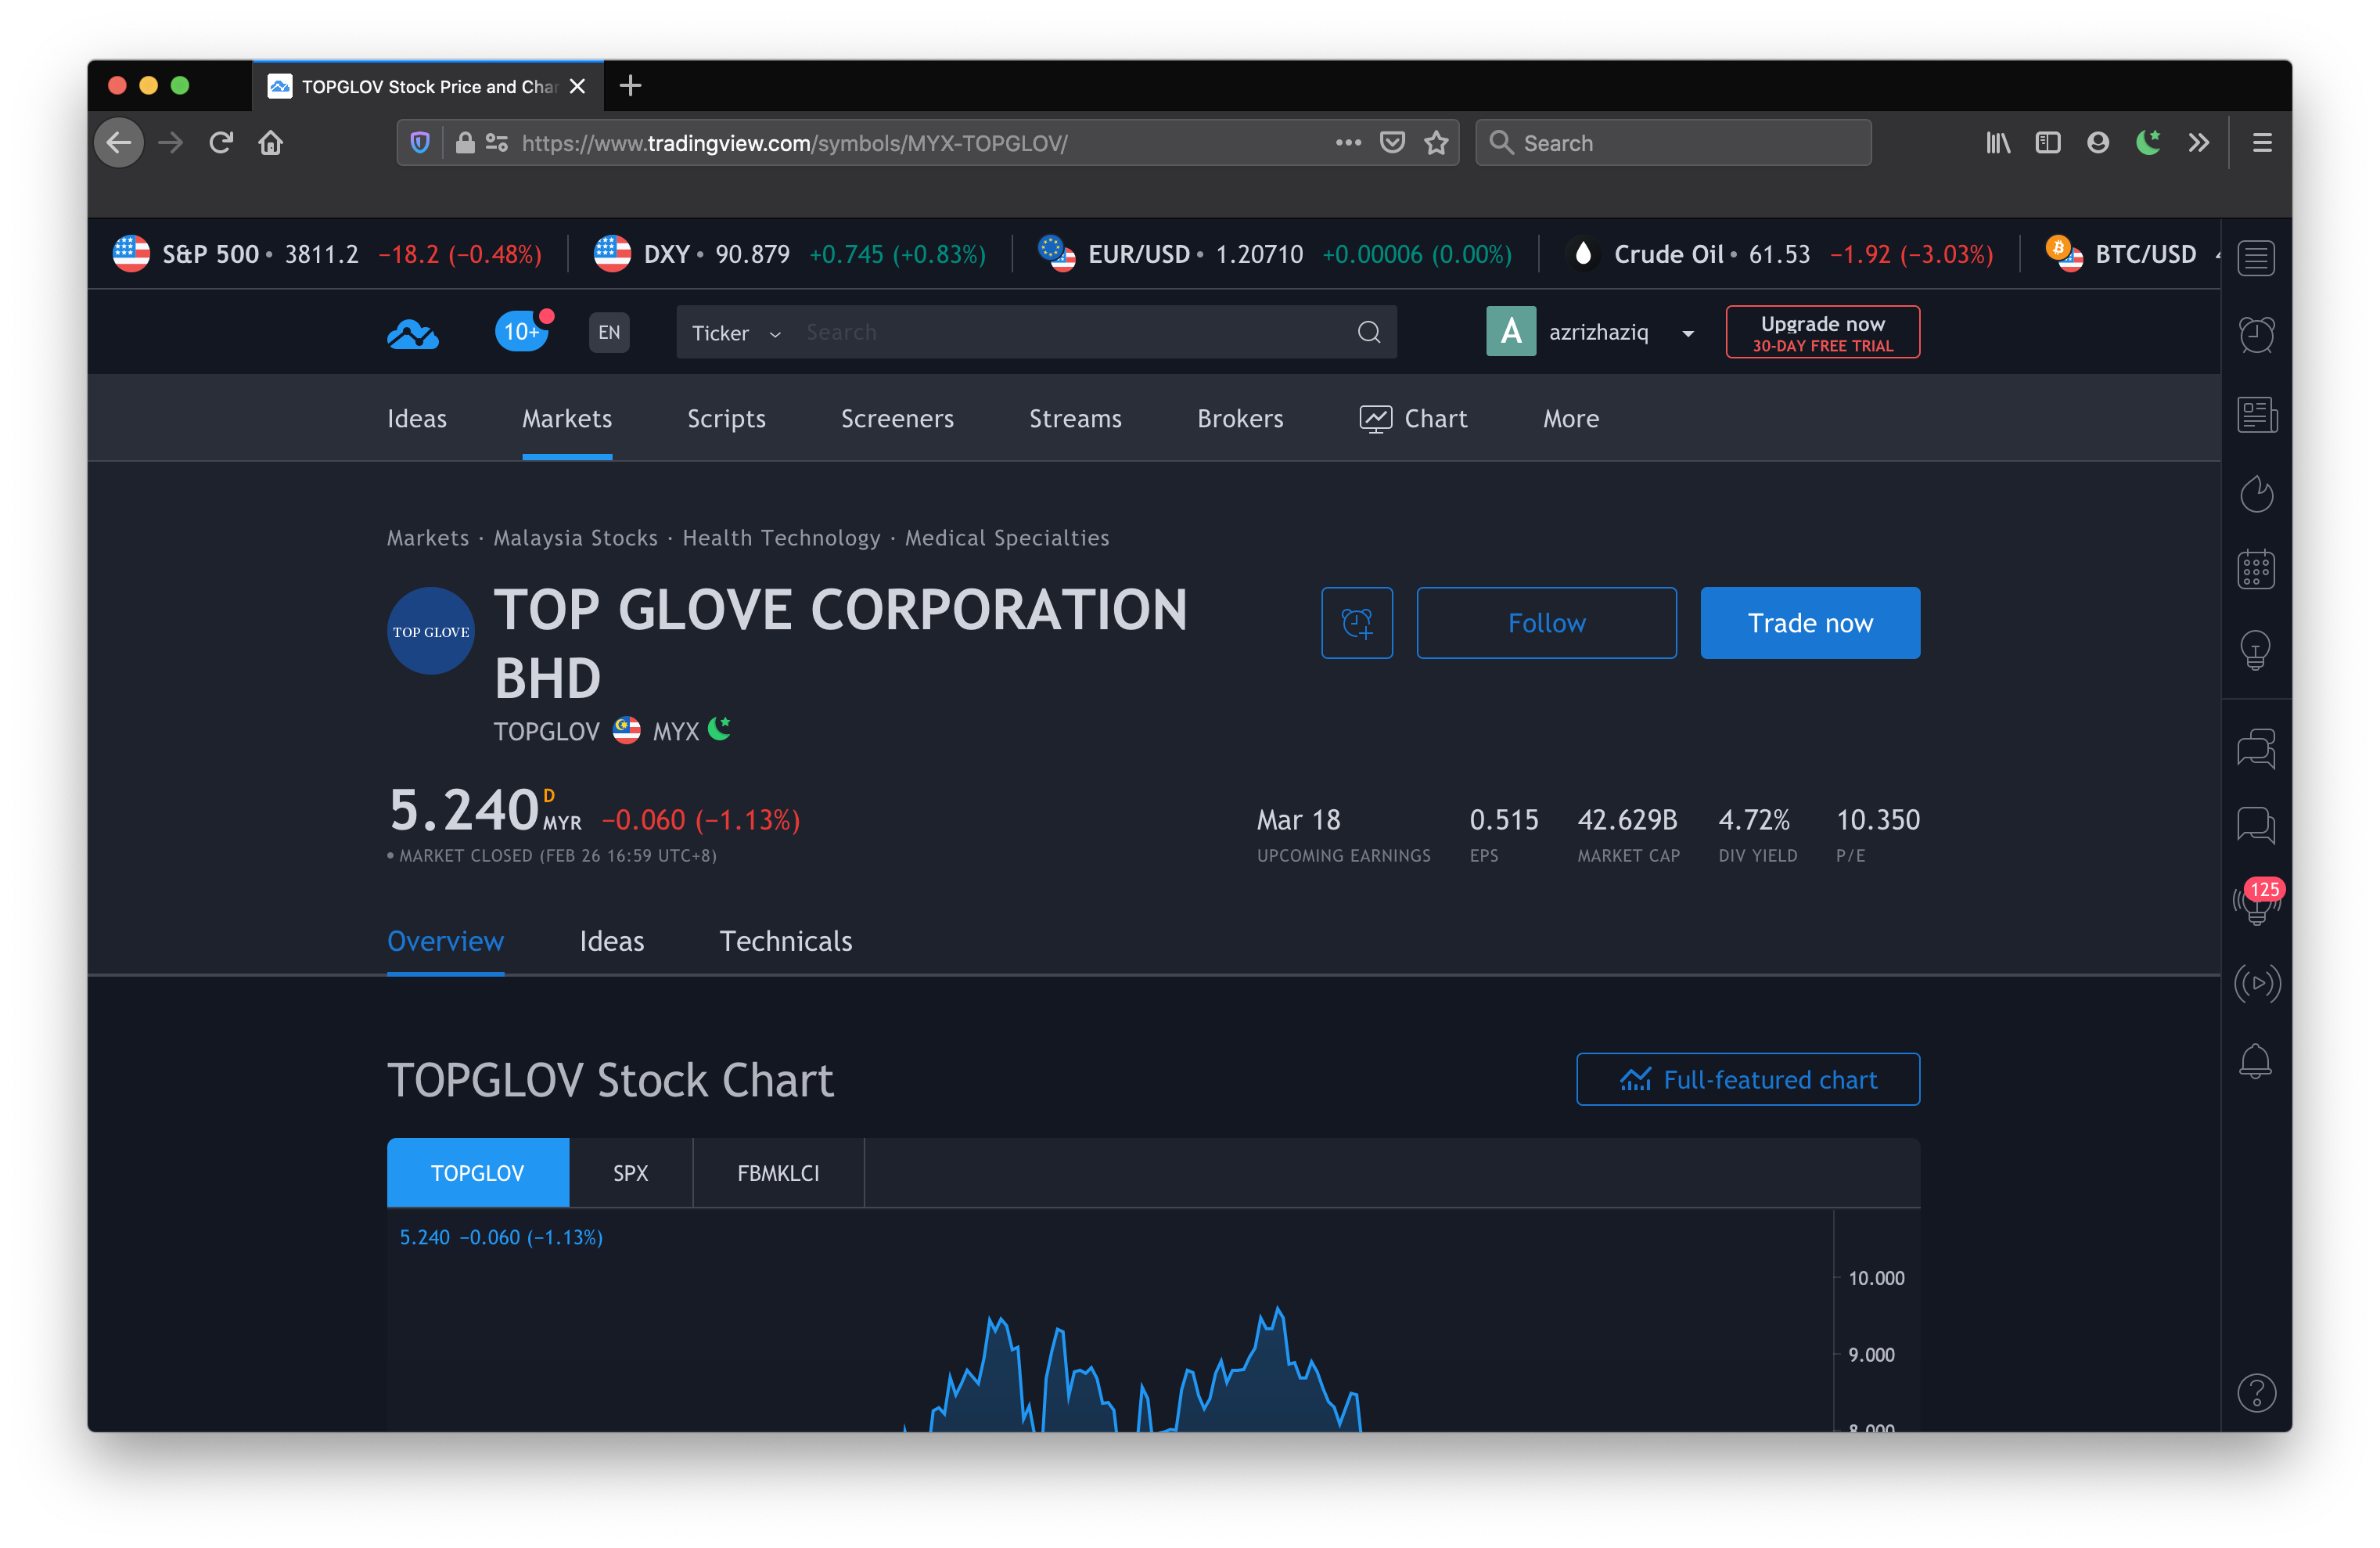 TOPGLOV Stock Price and Char
https://www.tradingview.com/symbols/MYX-TOPGLOV/
Search
S&P 500 • 3811.2 −18.2 (−0.48%)
DXY • 90.879 +0.745 (+0.83%)
EUR/USD • 1.20710 +0.00006 (0.00%)
Crude Oil • 61.53 −1.92 (−3.03%)
BTC/USD
10+
EN
Ticker
Search
A
azrizhaziq
Upgrade now
30-DAY FREE TRIAL
Ideas
Markets
Scripts
Screeners
Streams
Brokers
Chart
More
Markets · Malaysia Stocks · Health Technology · Medical Specialties
TOP GLOVE
TOP GLOVE CORPORATION
BHD
Follow
Trade now
TOPGLOV MYX
5.240 D MYR −0.060 (−1.13%)
• MARKET CLOSED (FEB 26 16:59 UTC+8)
Mar 18
UPCOMING EARNINGS
0.515
EPS
42.629B
MARKET CAP
4.72%
DIV YIELD
10.350
P/E
125
Overview
Ideas
Technicals
TOPGLOV Stock Chart
Full-featured chart
TOPGLOV
SPX
FBMKLCI
5.240 −0.060 (−1.13%)
10.000
9.000
8.000